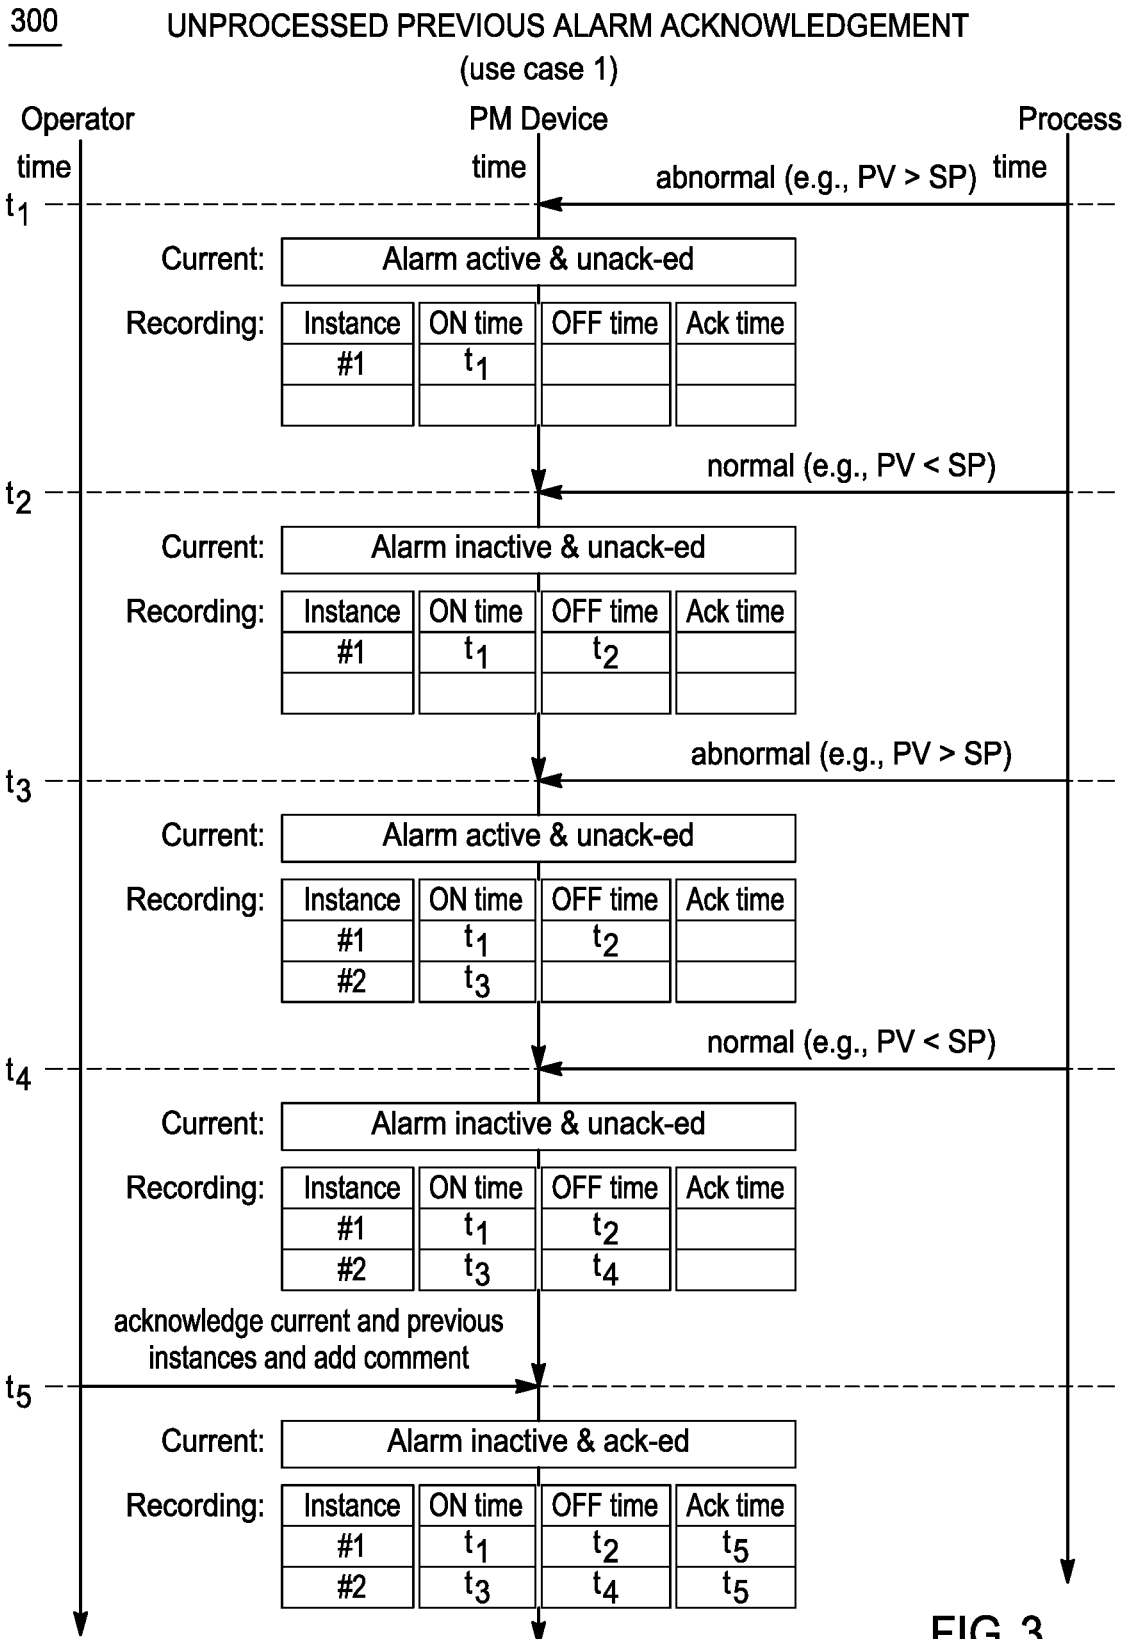 300
UNPROCESSED PREVIOUS ALARM ACKNOWLEDGEMENT
(use case 1)
Operator PM Device Process
time time abnormal (e.g., PV > SP) time
t1
Current: Alarm active & unack-ed
Recording: Instance ON time OFF time Ack time
#1 t1
normal (e.g., PV < SP)
t2
Current: Alarm inactive & unack-ed
Recording: Instance ON time OFF time Ack time
#1 t1 t2
abnormal (e.g., PV > SP)
t3
Current: Alarm active & unack-ed
Recording: Instance ON time OFF time Ack time
#1 t1 t2
#2 t3
normal (e.g., PV < SP)
t4
Current: Alarm inactive & unack-ed
Recording: Instance ON time OFF time Ack time
#1 t1 t2
#2 t3 t4
acknowledge current and previous
instances and add comment
t5
Current: Alarm inactive & ack-ed
Recording: Instance ON time OFF time Ack time
#1 t1 t2 t5
#2 t3 t4 t5
FIG. 3